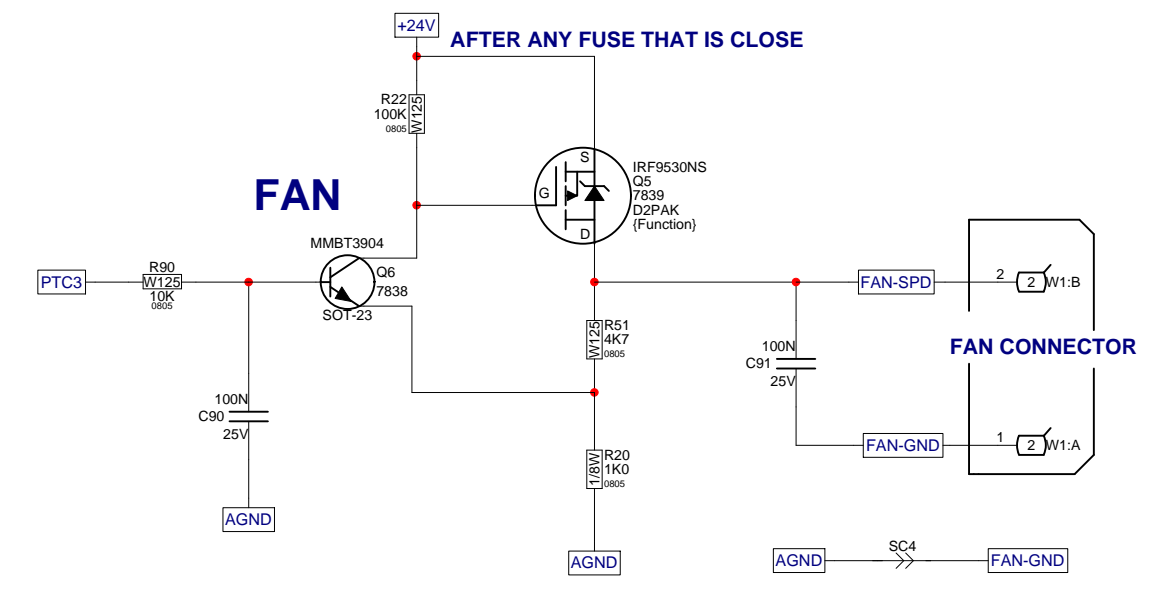 +24V
AFTER ANY FUSE THAT IS CLOSE
R22
100K
0805
W125
S
G
D
IRF9530NS
Q5
7839
D2PAK
{Function}
FAN
MMBT3904
Q6
7838
SOT-23
PTC3
R90
W125
10K
0805
FAN-SPD
2
2
W1:B
R51
4K7
0805
W125
100N
C91
25V
FAN CONNECTOR
100N
C90
25V
FAN-GND
1
2
W1:A
R20
1K0
0805
1/8W
AGND
AGND
AGND
SC4
FAN-GND